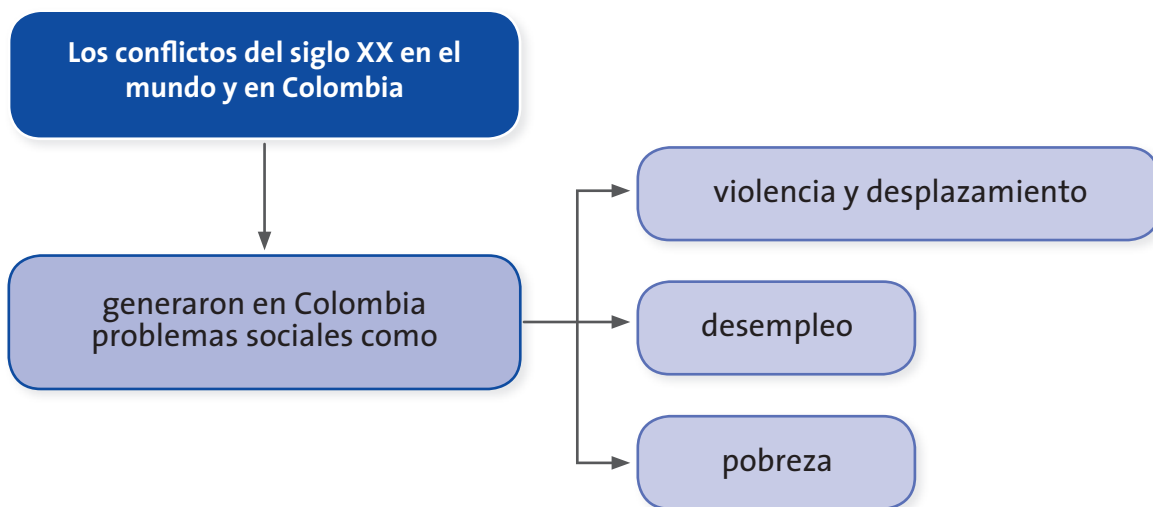 Los conflictos del siglo XX en el
mundo y en Colombia
generaron en Colombia
problemas sociales como
violencia y desplazamiento
desempleo
pobreza